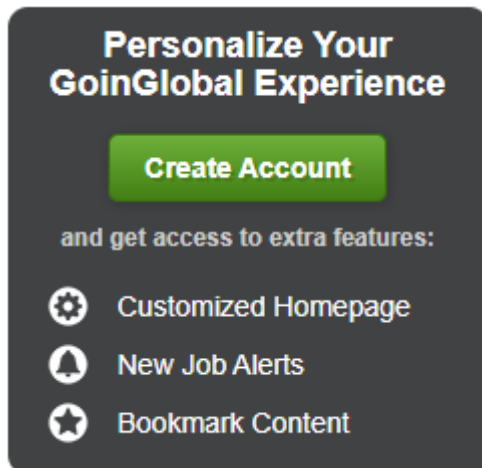 Personalize Your
GoinGlobal Experience
Create Account
and get access to extra features:
Customized Homepage
New Job Alerts
Bookmark Content